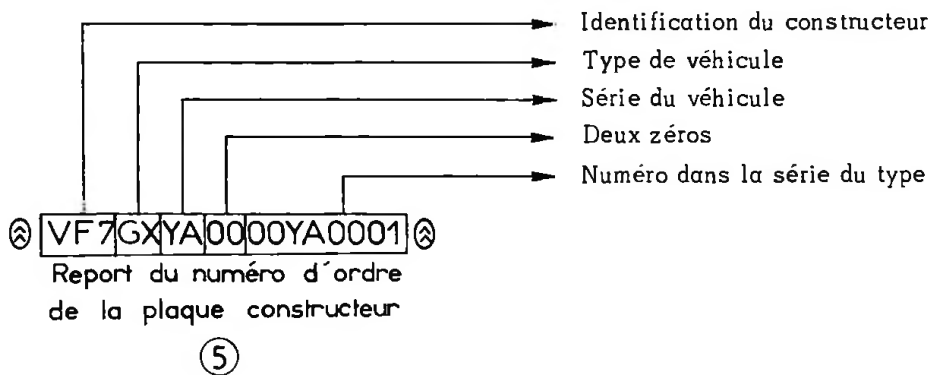 Identification du constructeur
Type de véhicule
Série du véhicule
Deux zéros
Numéro dans la série du type
VF7GXYA0000YA0001
Report du numéro d'ordre
de la plaque constructeur
5